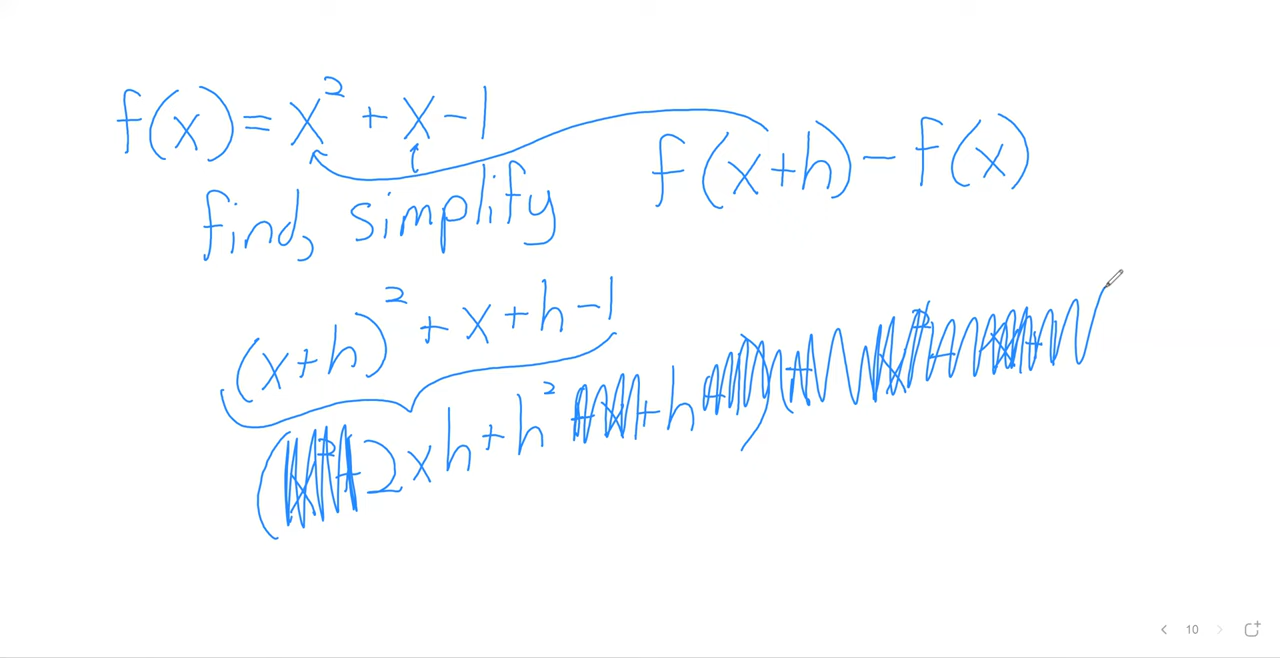 f(x) = x² + x - 1
f(x+h) - f(x)
find, simplify
(x+h)² + x + h - 1
( 2xh + h² + h )
10